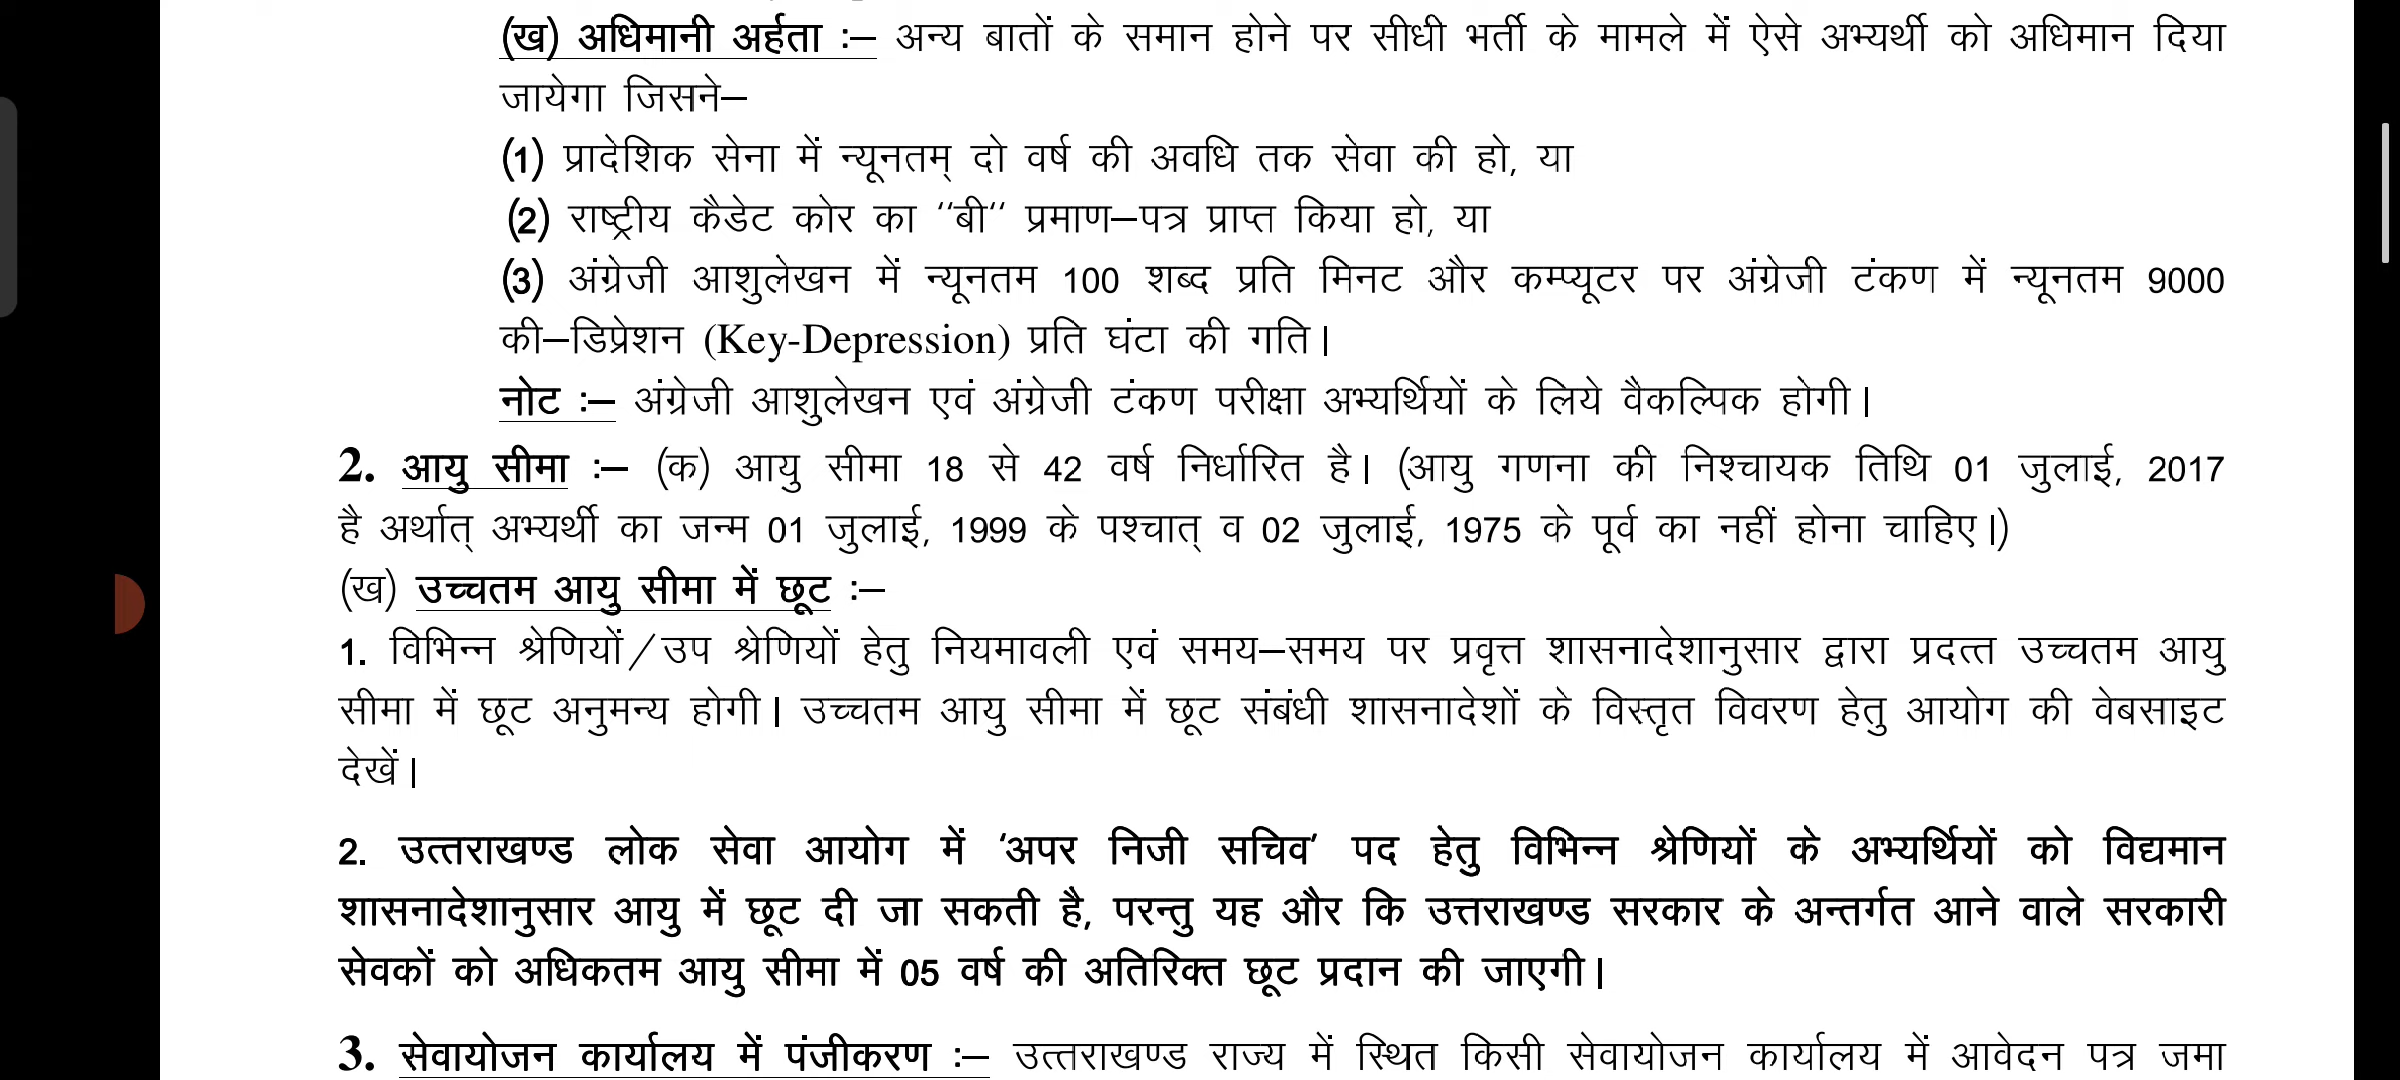 (ख) अधिमानी अर्हता :– अन्य बातों के समान होने पर सीधी भर्ती के मामले में ऐसे अभ्यर्थी को अधिमान दिया
जायेगा जिसने–
(1) प्रादेशिक सेना में न्यूनतम् दो वर्ष की अवधि तक सेवा की हो, या
(2) राष्ट्रीय कैडेट कोर का ‘‘बी‘‘ प्रमाण–पत्र प्राप्त किया हो, या
(3) अंग्रेजी आशुलेखन में न्यूनतम 100 शब्द प्रति मिनट और कम्प्यूटर पर अंग्रेजी टंकण में न्यूनतम 9000
की–डिप्रेशन (Key-Depression) प्रति घंटा की गति।
नोट :– अंग्रेजी आशुलेखन एवं अंग्रेजी टंकण परीक्षा अभ्यर्थियों के लिये वैकल्पिक होगी।
2. आयु सीमा :– (क) आयु सीमा 18 से 42 वर्ष निर्धारित है। (आयु गणना की निश्चायक तिथि 01 जुलाई, 2017
है अर्थात् अभ्यर्थी का जन्म 01 जुलाई, 1999 के पश्चात् व 02 जुलाई, 1975 के पूर्व का नहीं होना चाहिए।)
(ख) उच्चतम आयु सीमा में छूट :–
1. विभिन्न श्रेणियों/उप श्रेणियों हेतु नियमावली एवं समय–समय पर प्रवृत्त शासनादेशानुसार द्वारा प्रदत्त उच्चतम आयु
सीमा में छूट अनुमन्य होगी। उच्चतम आयु सीमा में छूट संबंधी शासनादेशों के विस्तृत विवरण हेतु आयोग की वेबसाइट
देखें।
2. उत्तराखण्ड लोक सेवा आयोग में ‘अपर निजी सचिव’ पद हेतु विभिन्न श्रेणियों के अभ्यर्थियों को विद्यमान
शासनादेशानुसार आयु में छूट दी जा सकती है, परन्तु यह और कि उत्तराखण्ड सरकार के अन्तर्गत आने वाले सरकारी
सेवकों को अधिकतम आयु सीमा में 05 वर्ष की अतिरिक्त छूट प्रदान की जाएगी।
3. सेवायोजन कार्यालय में पंजीकरण :– उत्तराखण्ड राज्य में स्थित किसी सेवायोजन कार्यालय में आवेदन पत्र जमा